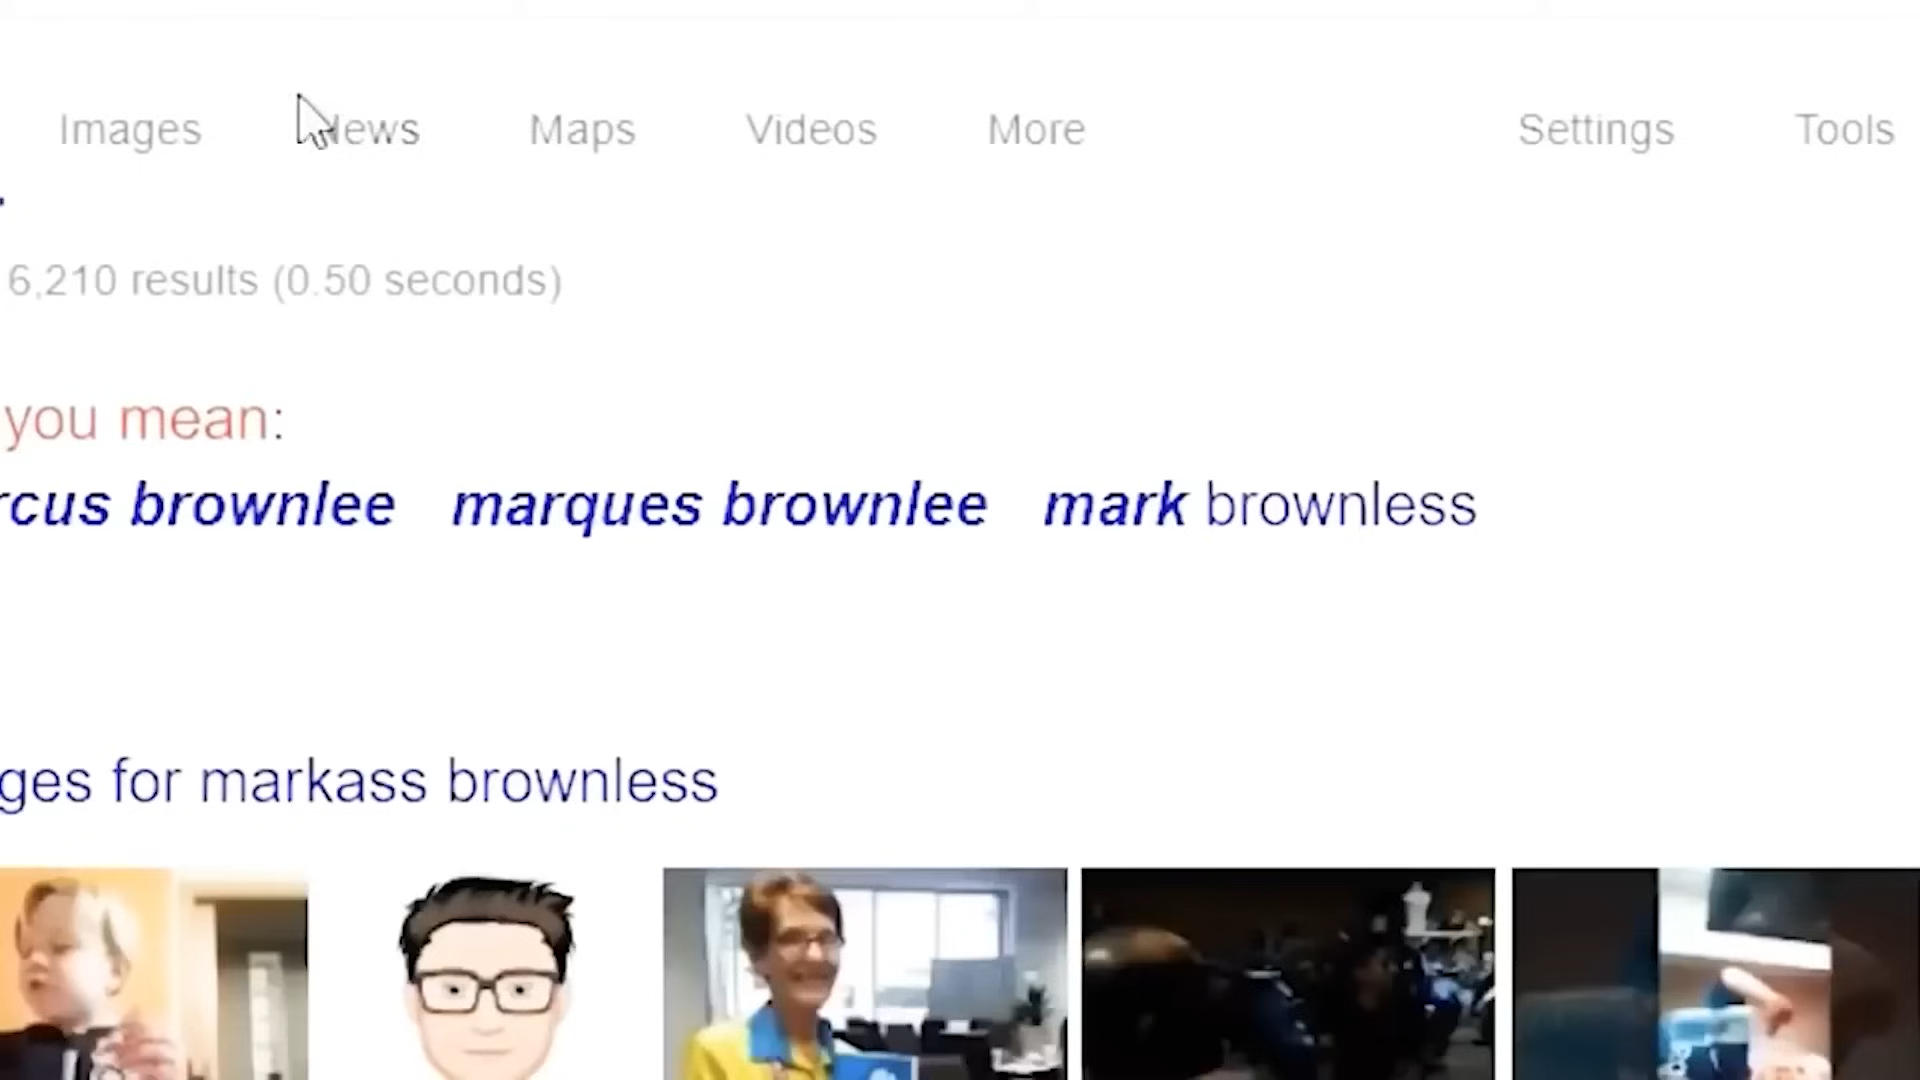 Images News Maps Videos More Settings Tools
6,210 results (0.50 seconds)
you mean:
rcus brownlee marques brownlee mark brownless
ges for markass brownless